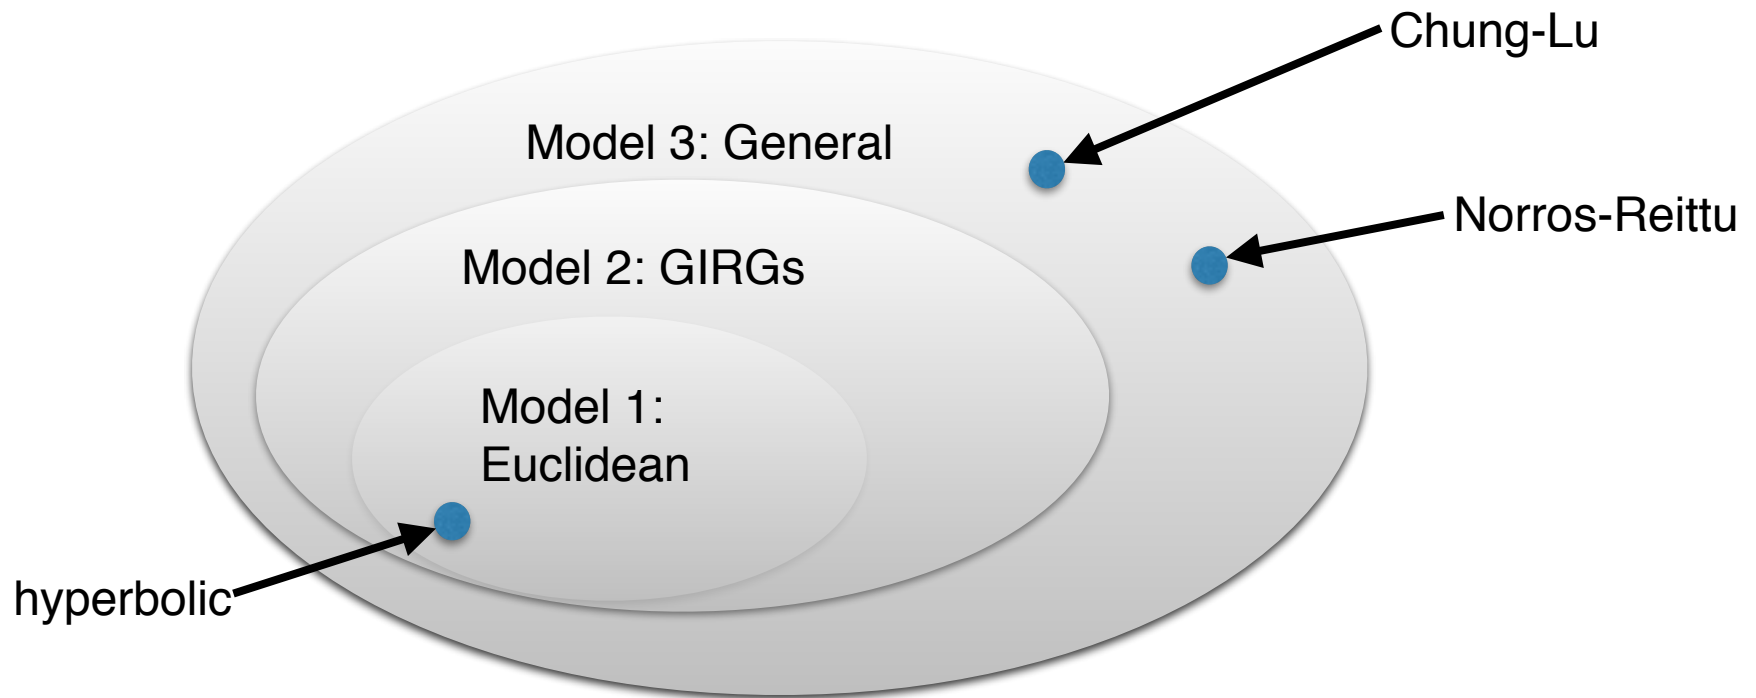 Chung-Lu
Model 3: General
Norros-Reittu
Model 2: GIRGs
Model 1:
Euclidean
hyperbolic